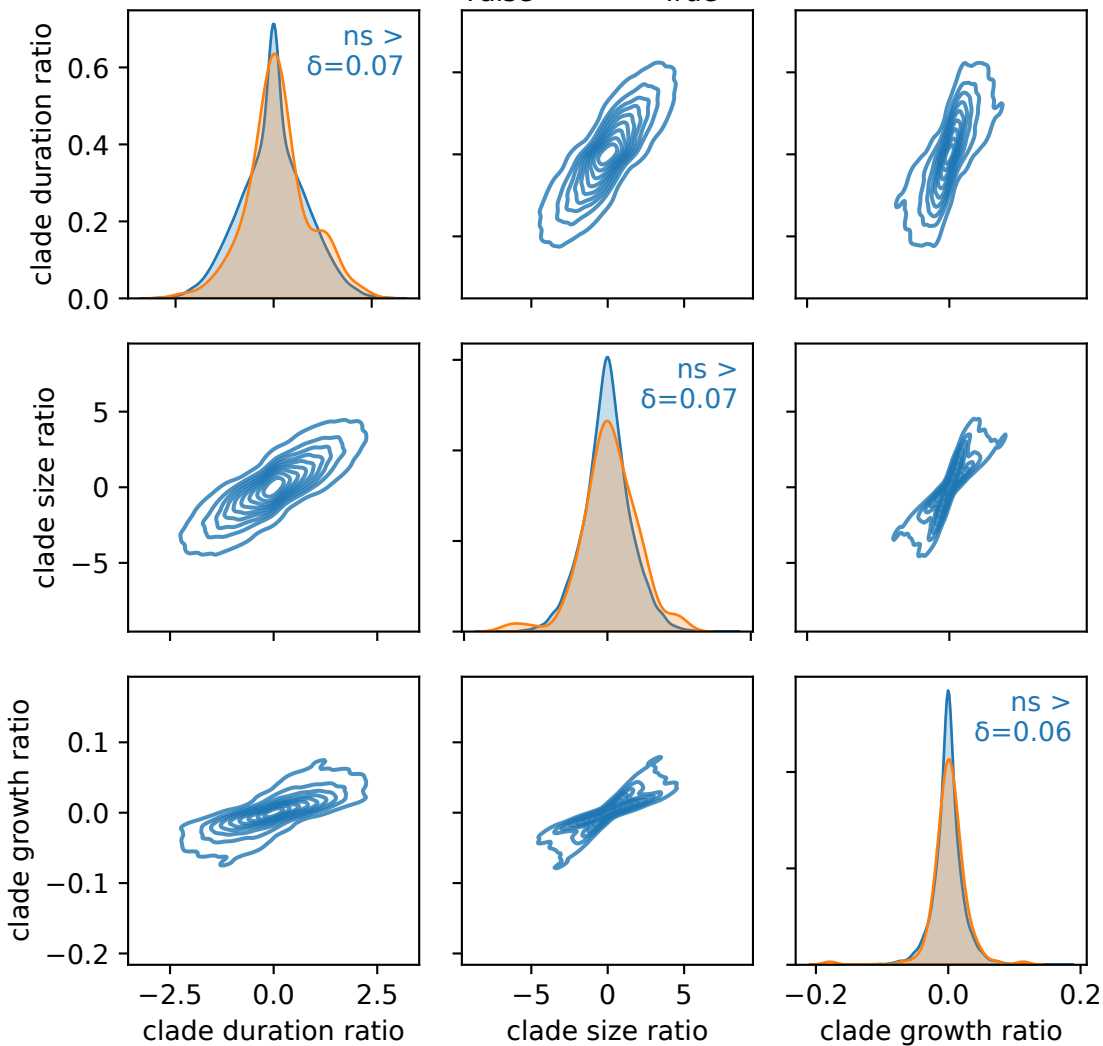 clade duration ratio
0.6
0.4
0.2
0.0
ns >
δ=0.07
clade size ratio
5
0
−5
ns >
δ=0.07
clade growth ratio
0.1
0.0
−0.1
−0.2
ns >
δ=0.06
−2.5 0.0 2.5
−5 0 5
−0.2 0.0 0.2
clade duration ratio
clade size ratio
clade growth ratio